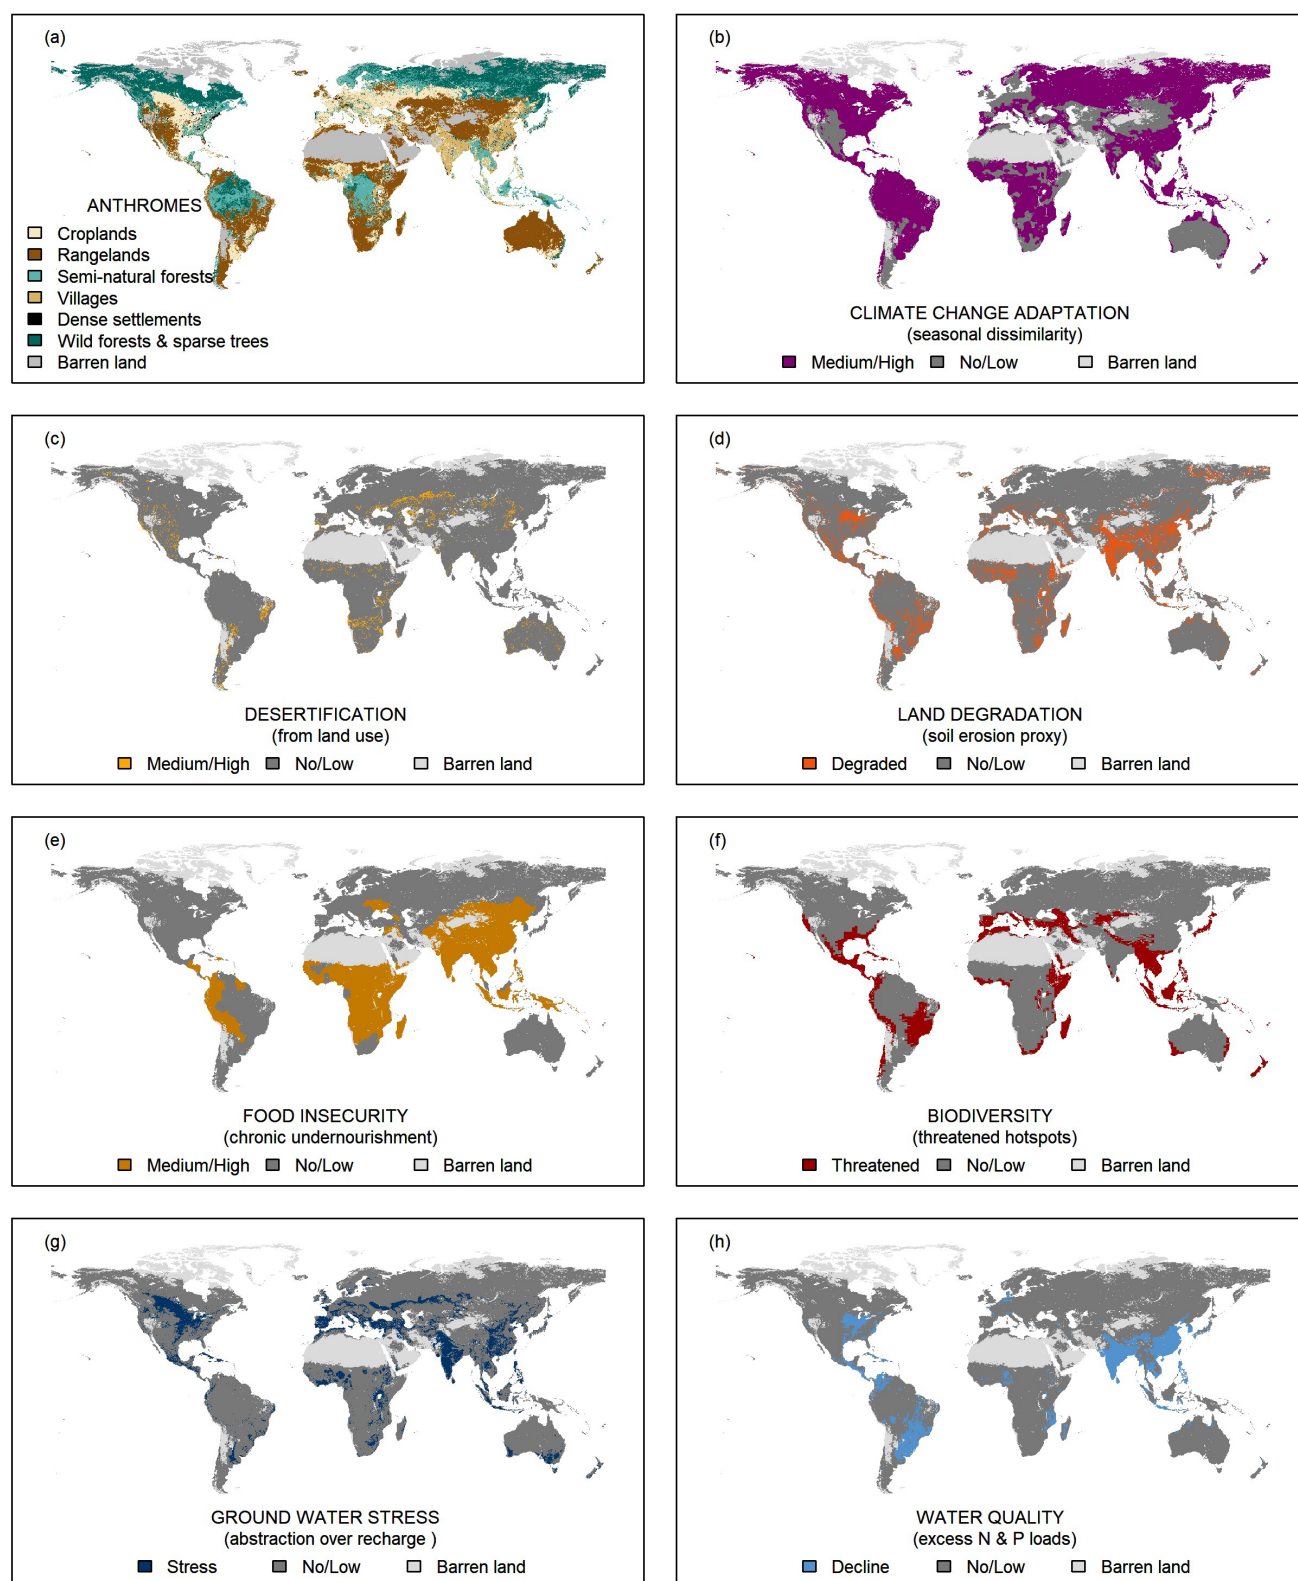 (a)
ANTHROMES
Croplands
Rangelands
Semi-natural forests
Villages
Dense settlements
Wild forests & sparse trees
Barren land
(b)
CLIMATE CHANGE ADAPTATION
(seasonal dissimilarity)
Medium/High No/Low Barren land
(c)
DESERTIFICATION
(from land use)
Medium/High No/Low Barren land
(d)
LAND DEGRADATION
(soil erosion proxy)
Degraded No/Low Barren land
(e)
FOOD INSECURITY
(chronic undernourishment)
Medium/High No/Low Barren land
(f)
BIODIVERSITY
(threatened hotspots)
Threatened No/Low Barren land
(g)
GROUND WATER STRESS
(abstraction over recharge )
Stress No/Low Barren land
(h)
WATER QUALITY
(excess N & P loads)
Decline No/Low Barren land